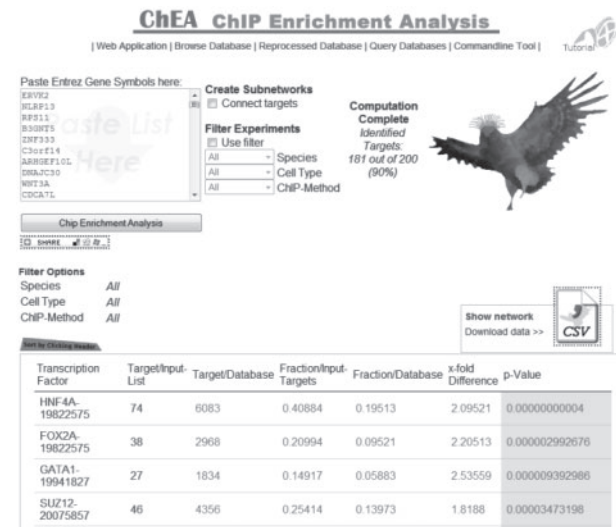 ChEA ChIP Enrichment Analysis
| Web Application | Browse Database | Reprocessed Database | Query Databases | Commandline Tool |
Tutorial
Paste Entrez Gene Symbols here:
ERVK2
NLRP13
RPS11
B3GNT5
ZNF333
C3orf14
ARHGEF10L
DNAJC30
WNT3A
CDCA7L
Paste List
Here
Create Subnetworks
Connect targets
Filter Experiments
Use filter
All Species
All Cell Type
All ChIP-Method
Computation
Complete
Identified
Targets:
181 out of 200
(90%)
Chip Enrichment Analysis
SHARE
Filter Options
Species All
Cell Type All
ChIP-Method All
Show network
Download data >>
CSV
Sort by Clicking Header
Transcription Factor Target/Input-List Target/Database Fraction/Input-Targets Fraction/Database x-fold Difference p-Value
HNF4A-19822575 74 6083 0.40884 0.19513 2.09521 0.00000000004
FOX2A-19822575 38 2968 0.20994 0.09521 2.20513 0.000002992676
GATA1-19941827 27 1834 0.14917 0.05883 2.53559 0.000009392986
SUZ12-20075857 46 4356 0.25414 0.13973 1.8188 0.00003473198